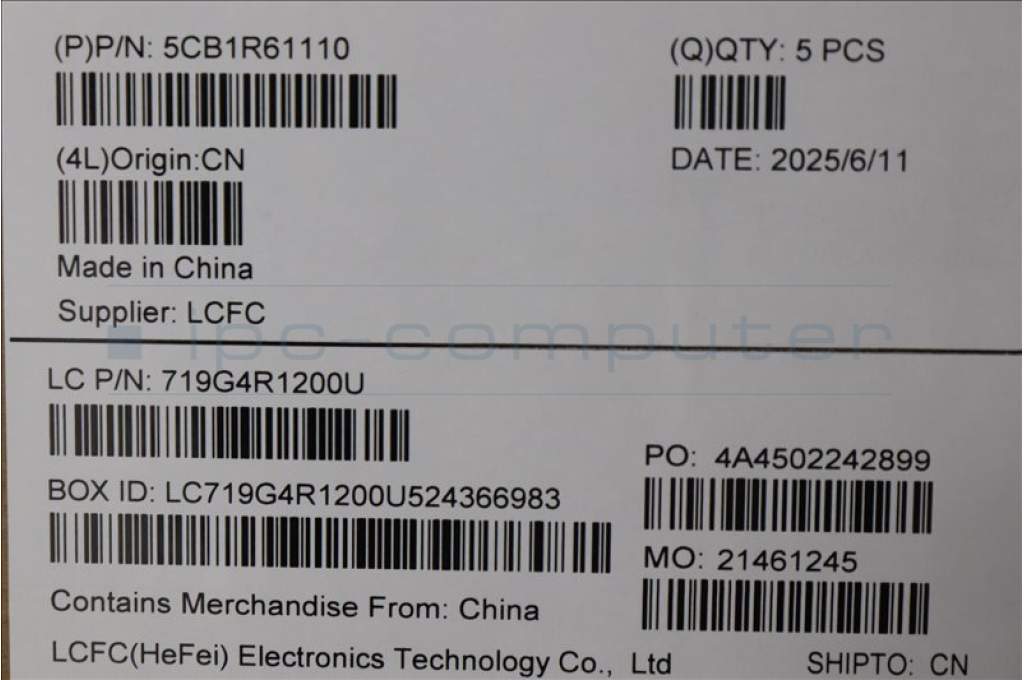 (P)P/N: 5CB1R61110
(Q)QTY: 5 PCS
(4L)Origin:CN
DATE: 2025/6/11
Made in China
Supplier: LCFC
ipc-computer
LC P/N: 719G4R1200U
PO: 4A4502242899
BOX ID: LC719G4R1200U524366983
MO: 21461245
Contains Merchandise From: China
LCFC(HeFei) Electronics Technology Co., Ltd
SHIPTO: CN